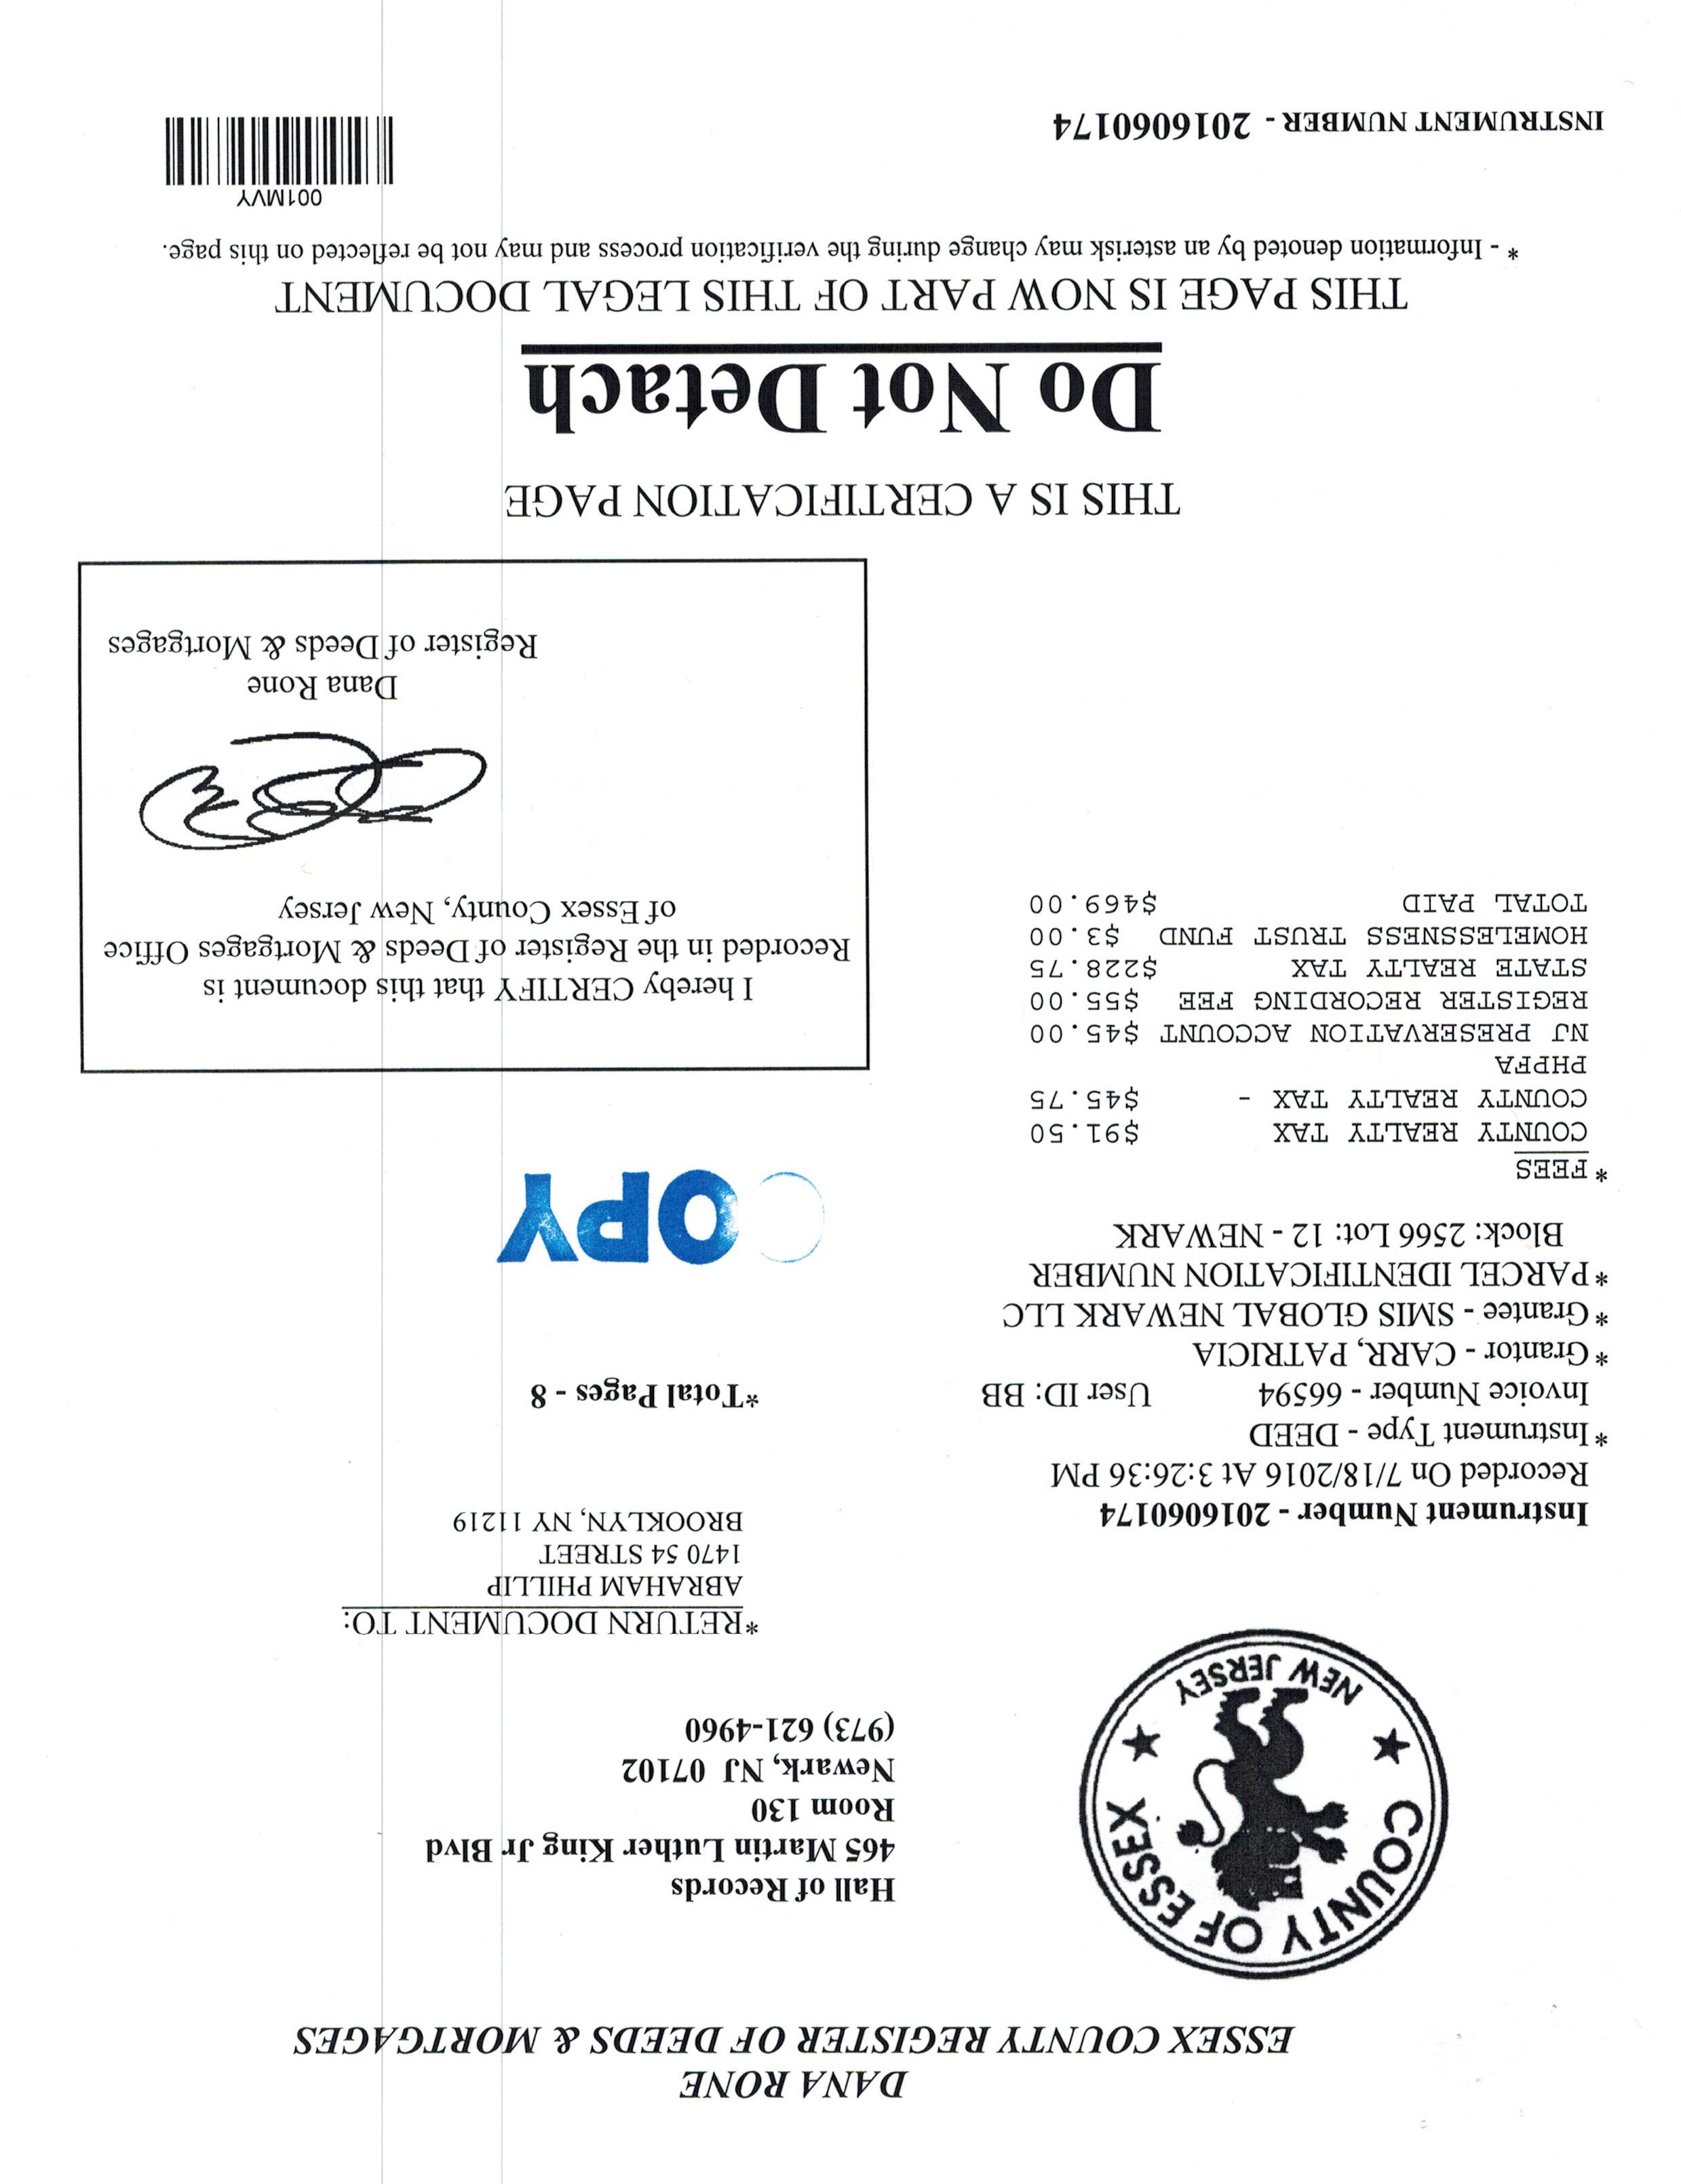 DANA RONE
ESSEX COUNTY REGISTER OF DEEDS & MORTGAGES
COUNTY OF ESSEX
NEW JERSEY
Hall of Records
465 Martin Luther King Jr Blvd
Room 130
Newark, NJ 07102
(973) 621-4960
*RETURN DOCUMENT TO:
ABRAHAM PHILLIP
1470 54 STREET
BROOKLYN, NY 11219
Instrument Number - 2016060174
Recorded On 7/18/2016 At 3:26:36 PM
* Instrument Type - DEED
Invoice Number - 66594 User ID: BB
*Total Pages - 8
* Grantor - CARR, PATRICIA
* Grantee - SMIS GLOBAL NEWARK LLC
* PARCEL IDENTIFICATION NUMBER
Block: 2566 Lot: 12 - NEWARK
COPY
* FEES
COUNTY REALTY TAX $91.50
COUNTY REALTY TAX - $45.75
PHPFA
NJ PRESERVATION ACCOUNT $45.00
REGISTER RECORDING FEE $55.00
STATE REALTY TAX $228.75
HOMELESSNESS TRUST FUND $3.00
TOTAL PAID $469.00
I hereby CERTIFY that this document is
Recorded in the Register of Deeds & Mortgages Office
of Essex County, New Jersey
Dana Rone
Register of Deeds & Mortgages
THIS IS A CERTIFICATION PAGE
Do Not Detach
THIS PAGE IS NOW PART OF THIS LEGAL DOCUMENT
* - Information denoted by an asterisk may change during the verification process and may not be reflected on this page.
001MVY
INSTRUMENT NUMBER - 2016060174